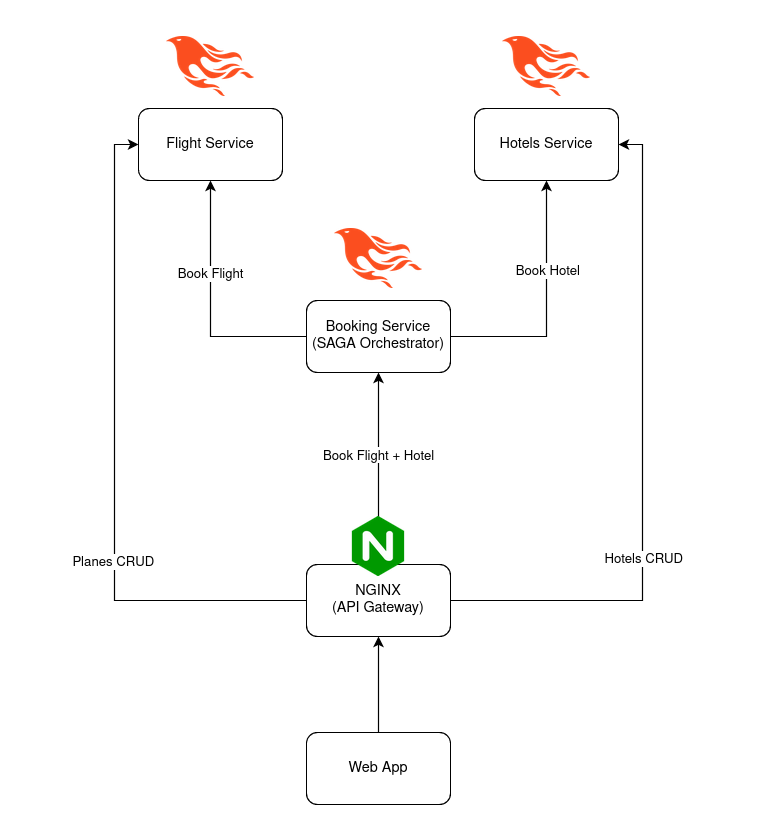 Flight Service
Hotels Service
Book Flight
Book Hotel
Booking Service
(SAGA Orchestrator)
Book Flight + Hotel
Planes CRUD
Hotels CRUD
N
NGINX
(API Gateway)
Web App